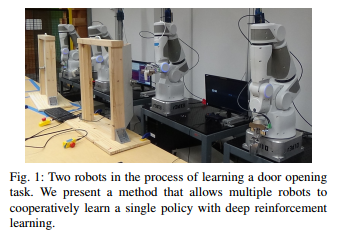 Fig. 1: Two robots in the process of learning a door opening
task. We present a method that allows multiple robots to
cooperatively learn a single policy with deep reinforcement
learning.